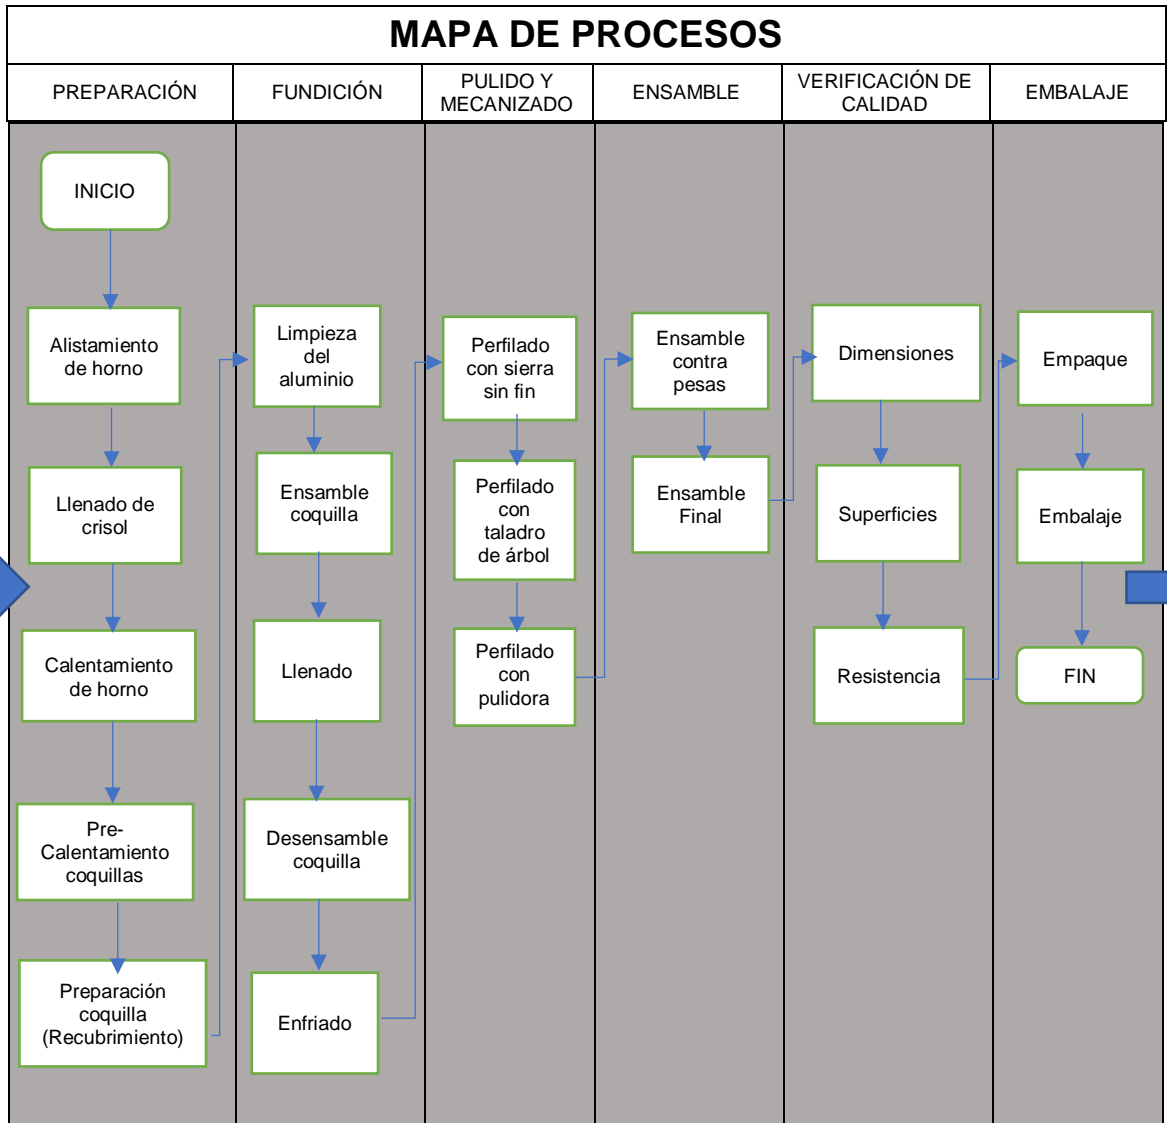 MAPA DE PROCESOS
PREPARACIÓN
FUNDICIÓN
PULIDO Y
MECANIZADO
ENSAMBLE
VERIFICACIÓN DE
CALIDAD
EMBALAJE
INICIO
Alistamiento
de horno
Llenado de
crisol
Calentamiento
de horno
Pre-
Calentamiento
coquillas
Preparación
coquilla
(Recubrimiento)
Limpieza
del
aluminio
Ensamble
coquilla
Llenado
Desensamble
coquilla
Enfriado
Perfilado
con sierra
sin fin
Perfilado
con
taladro
de árbol
Perfilado
con
pulidora
Ensamble
contra
pesas
Ensamble
Final
Dimensiones
Superficies
Resistencia
Empaque
Embalaje
FIN